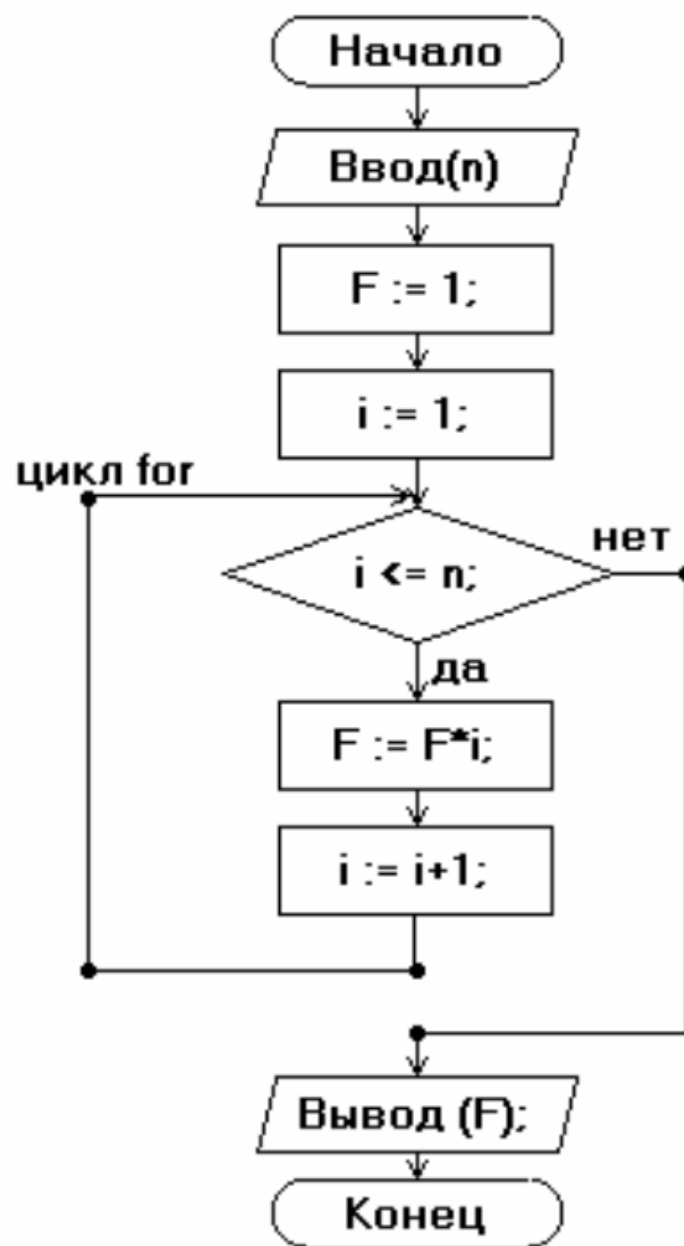 Начало
Ввод(n)
F := 1;
i := 1;
цикл for
i <= n;
нет
да
F := F*i;
i := i+1;
Вывод (F);
Конец